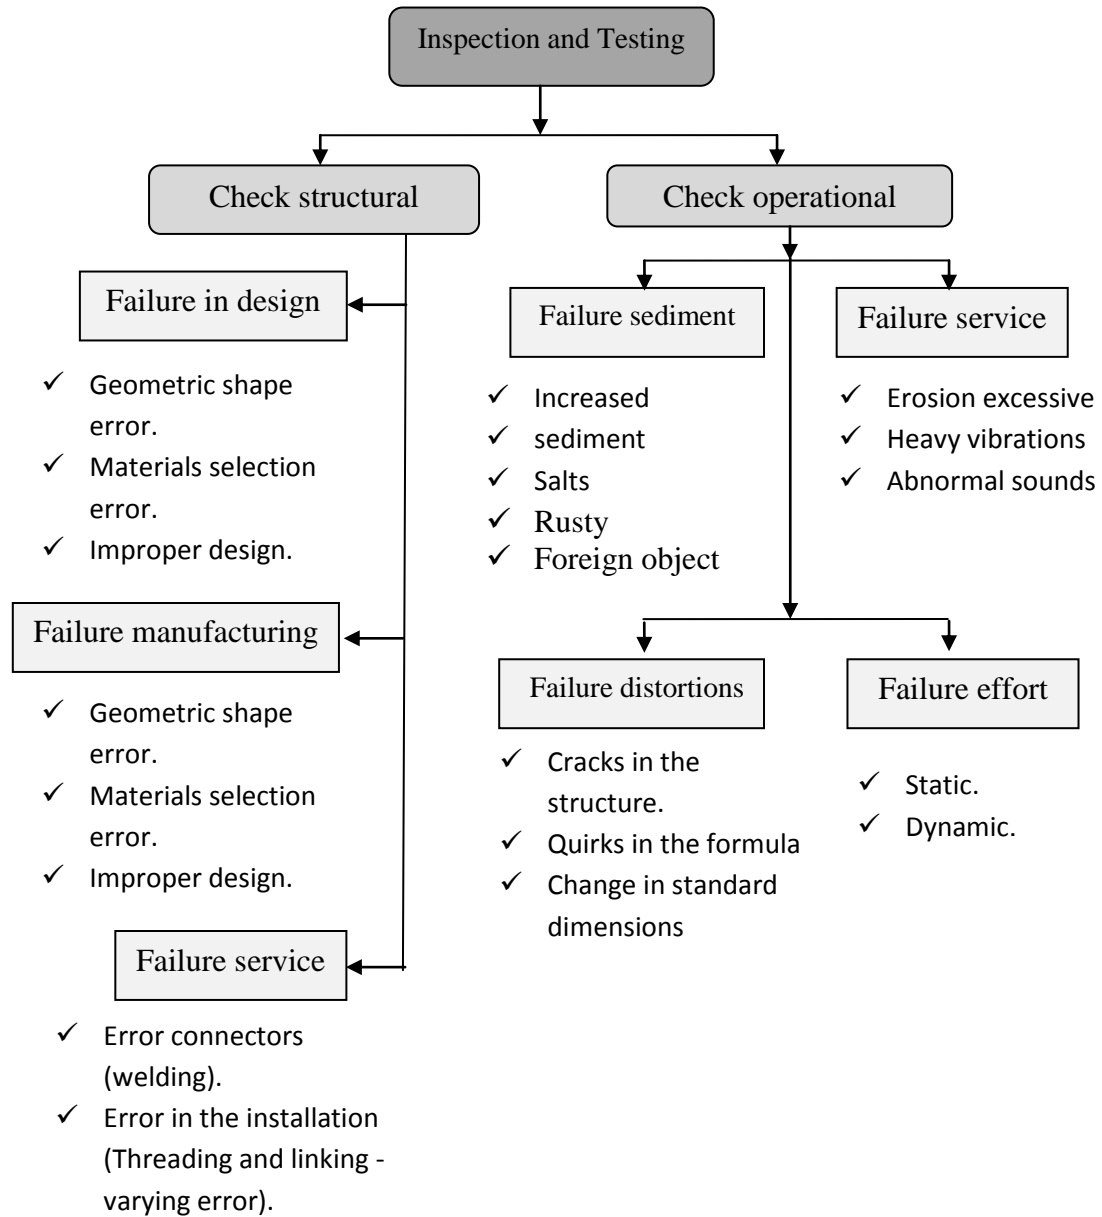 Inspection and Testing
Check structural
Check operational
Failure in design
✓ Geometric shape
error.
✓ Materials selection
error.
✓ Improper design.
Failure manufacturing
✓ Geometric shape
error.
✓ Materials selection
error.
✓ Improper design.
Failure service
✓ Error connectors
(welding).
✓ Error in the installation
(Threading and linking -
varying error).
Failure sediment
✓ Increased
✓ sediment
✓ Salts
✓ Rusty
✓ Foreign object
Failure service
✓ Erosion excessive
✓ Heavy vibrations
✓ Abnormal sounds
Failure distortions
✓ Cracks in the
structure.
✓ Quirks in the formula
✓ Change in standard
dimensions
Failure effort
✓ Static.
✓ Dynamic.